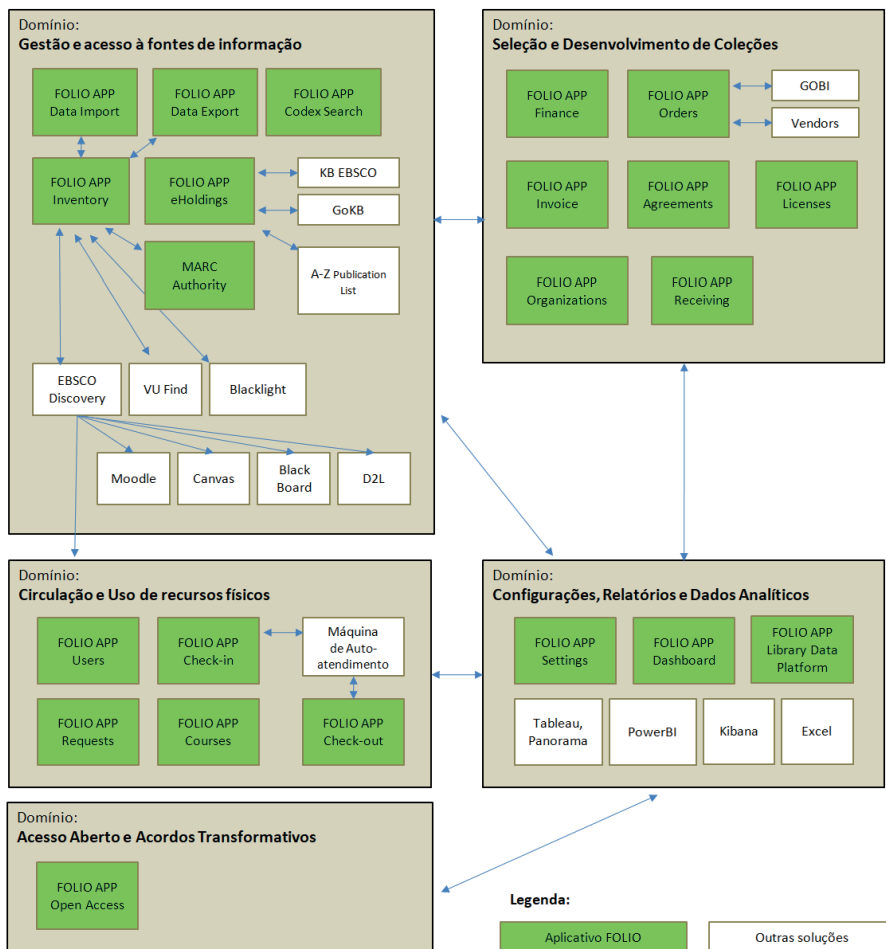 Domínio:
Gestão e acesso à fontes de informação
FOLIO APP
Data Import
FOLIO APP
Data Export
FOLIO APP
Codex Search
FOLIO APP
Inventory
FOLIO APP
eHoldings
KB EBSCO
GoKB
MARC
Authority
A-Z Publication
List
EBSCO
Discovery
VU Find
Blacklight
Moodle
Canvas
Black
Board
D2L
Domínio:
Seleção e Desenvolvimento de Coleções
FOLIO APP
Finance
FOLIO APP
Orders
GOBI
Vendors
FOLIO APP
Invoice
FOLIO APP
Agreements
FOLIO APP
Licenses
FOLIO APP
Organizations
FOLIO APP
Receiving
Domínio:
Circulação e Uso de recursos físicos
FOLIO APP
Users
FOLIO APP
Check-in
Máquina
de Auto-
atendimento
FOLIO APP
Requests
FOLIO APP
Courses
FOLIO APP
Check-out
Domínio:
Configurações, Relatórios e Dados Analíticos
FOLIO APP
Settings
FOLIO APP
Dashboard
FOLIO APP
Library Data
Platform
Tableau,
Panorama
PowerBI
Kibana
Excel
Domínio:
Acesso Aberto e Acordos Transformativos
FOLIO APP
Open Access
Legenda:
Aplicativo FOLIO
Outras soluções